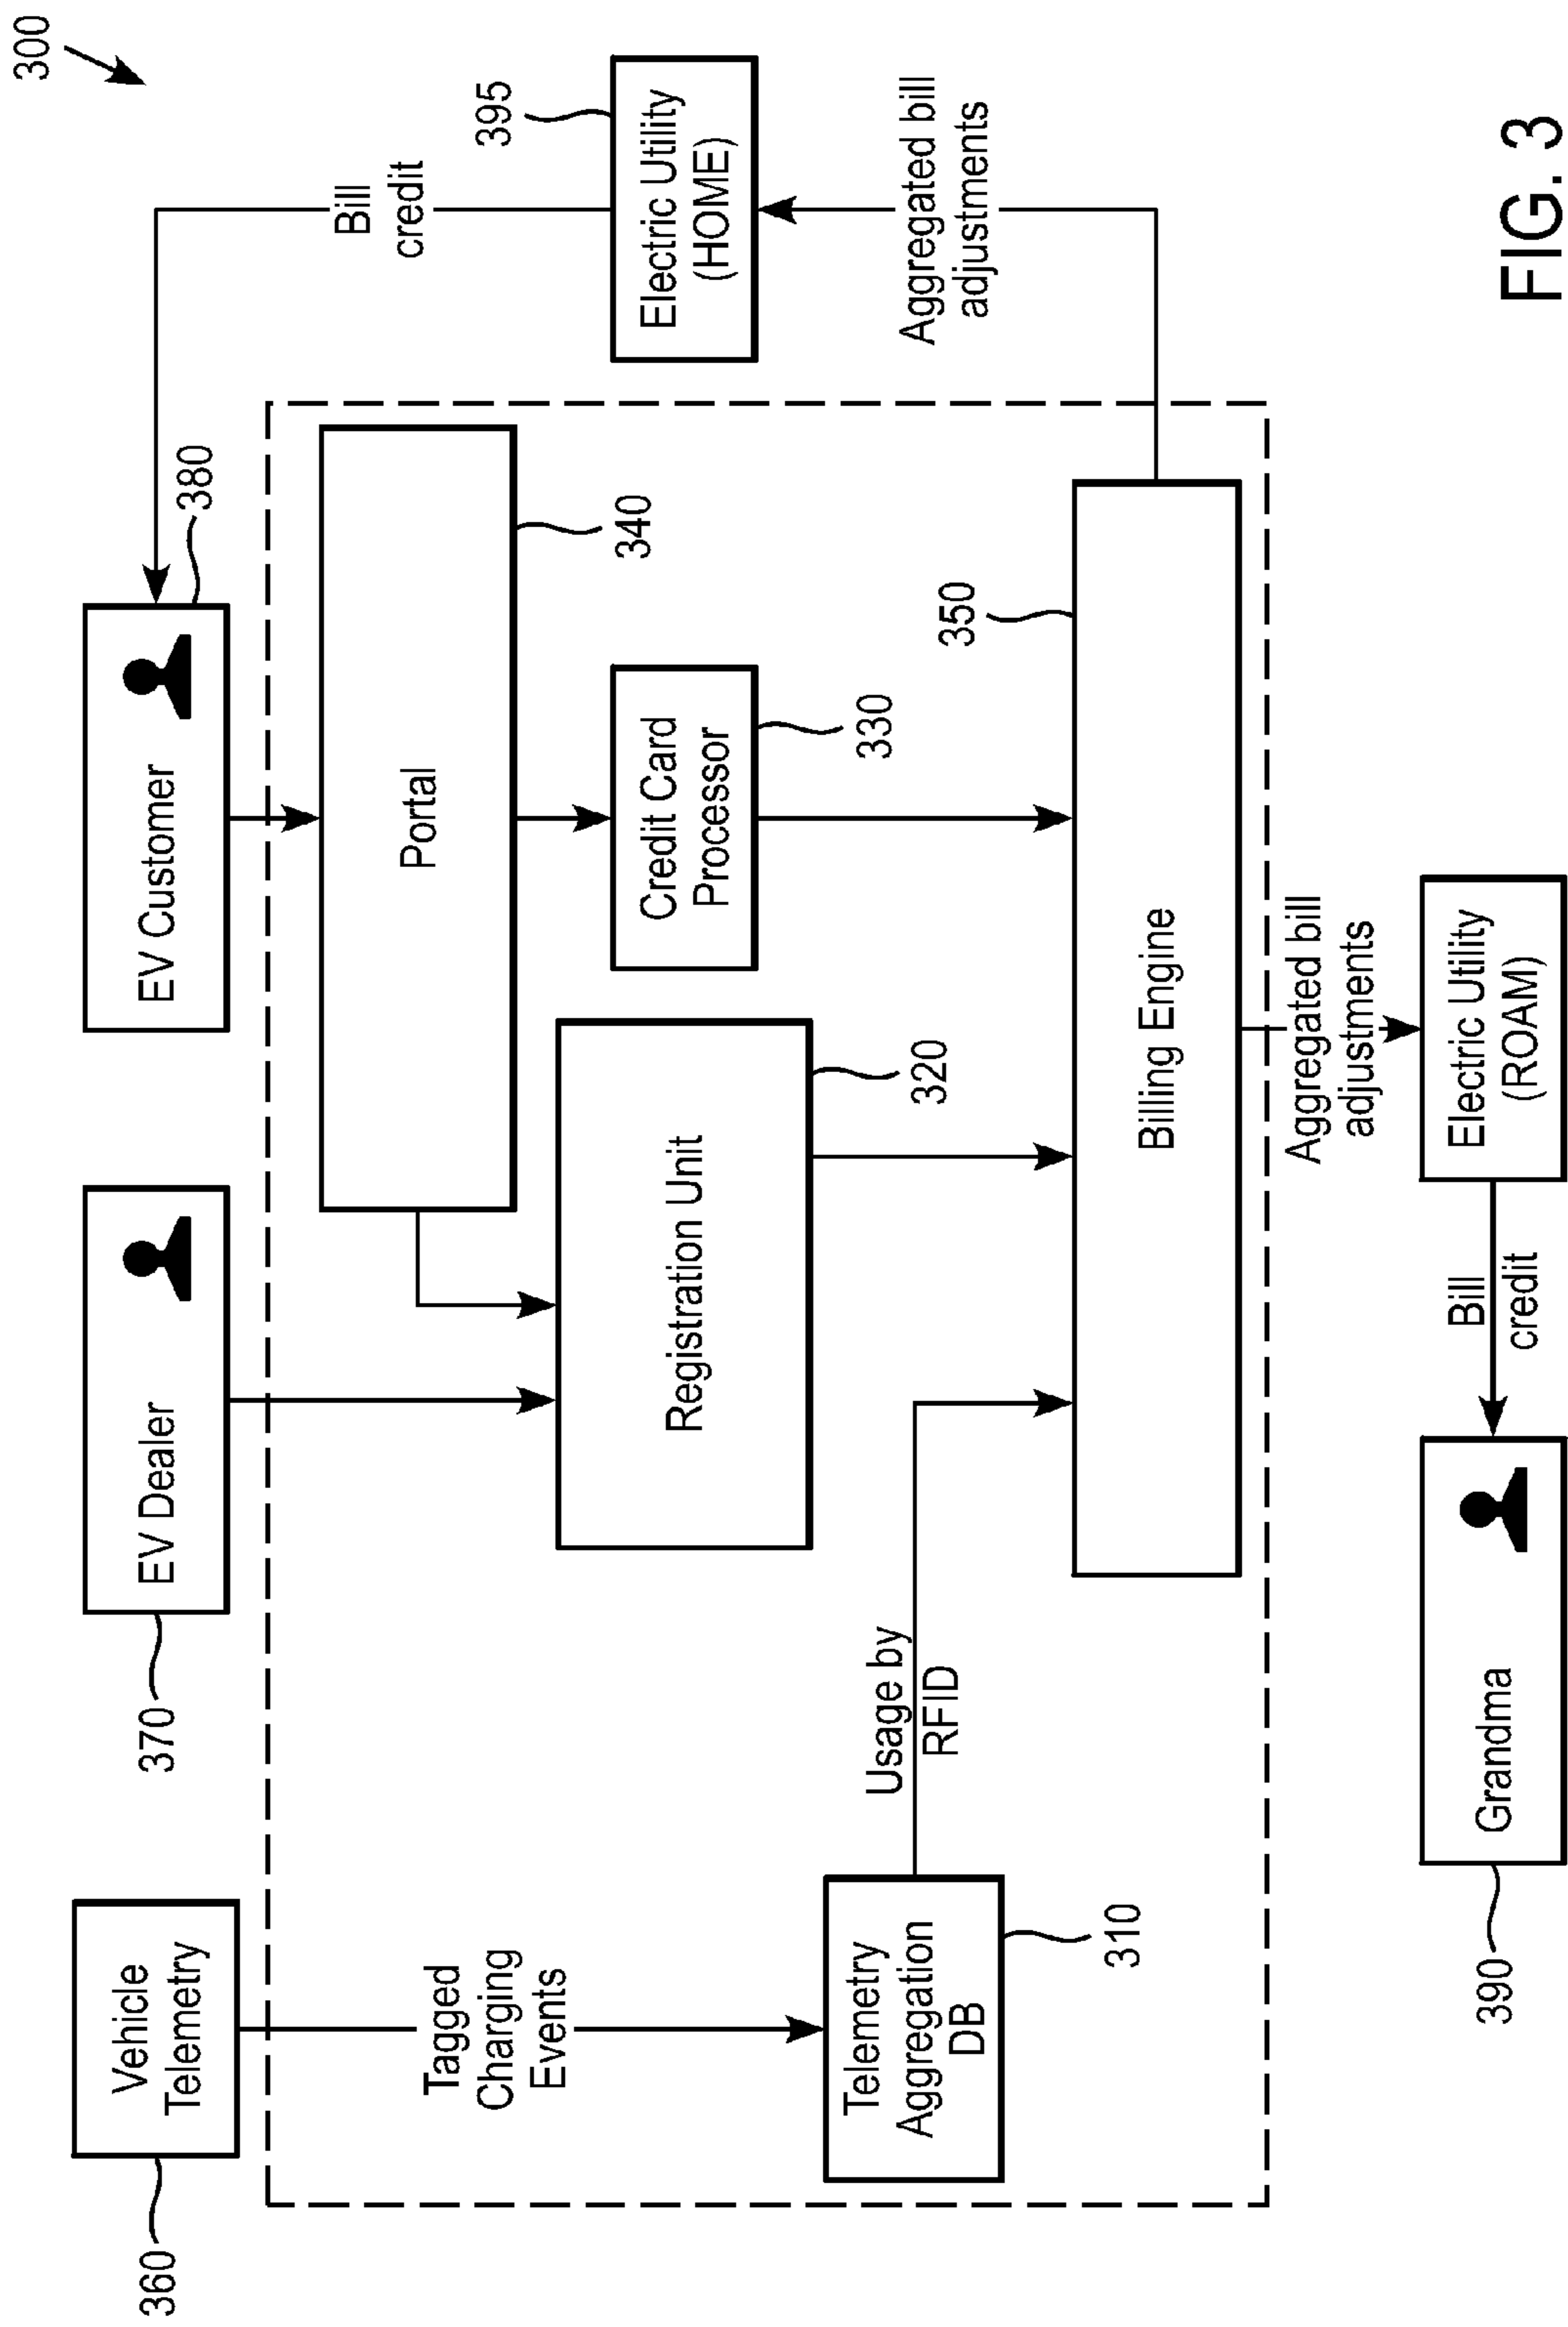 300
360
Vehicle
Telemetry
370
EV Dealer
EV Customer
380
Bill
credit
395
Electric Utility
(HOME)
Aggregated bill
adjustments
Tagged
Charging
Events
Portal
340
Registration Unit
320
Credit Card
Processor
330
Telemetry
Aggregation
DB
310
Usage by
RFID
350
Billing Engine
Aggregated bill
adjustments
390
Grandma
Bill
credit
Electric Utility
(ROAM)
FIG. 3